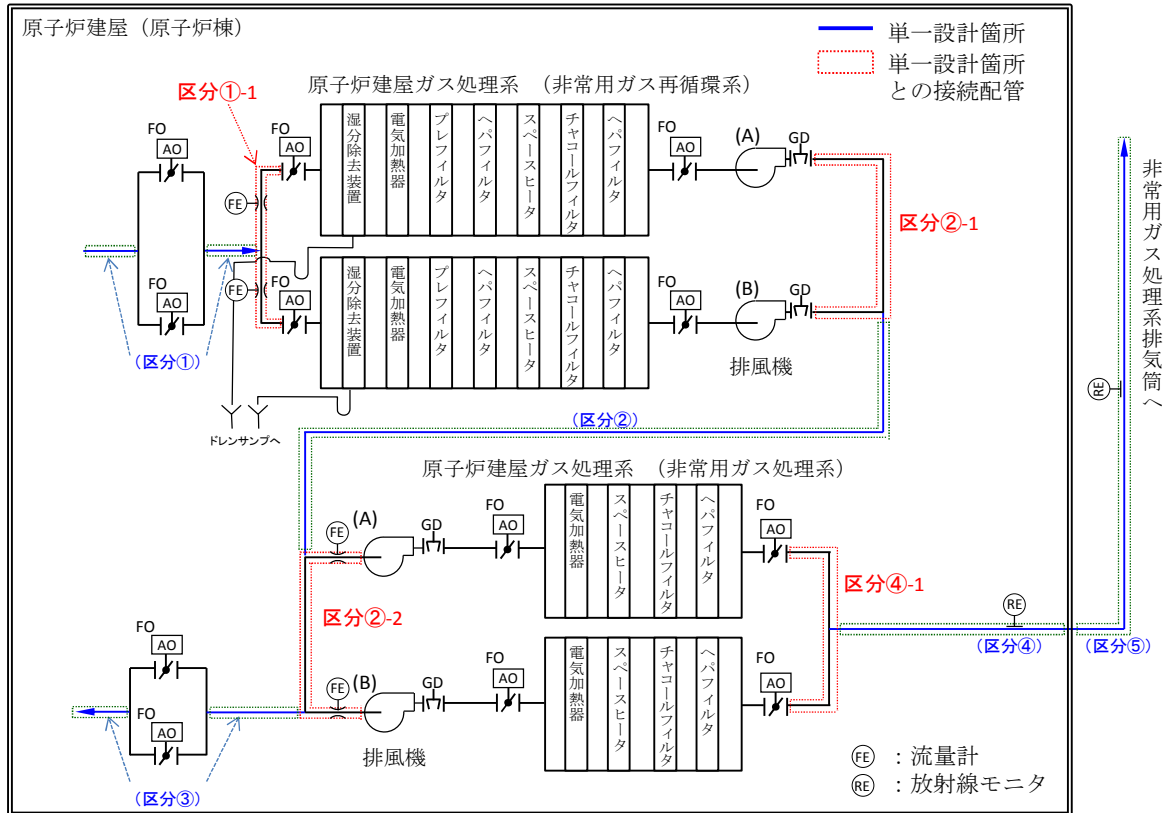 原子炉建屋（原子炉棟）
単一設計箇所
単一設計箇所
との接続配管
原子炉建屋ガス処理系　（非常用ガス再循環系）
区分①-1
FO
AO
FO
AO
湿分除去装置
電気加熱器
プレフィルタ
ヘパフィルタ
スペースヒータ
チャコールフィルタ
ヘパフィルタ
FO
AO
(A)
GD
FE
区分②-1
FO
AO
FE
FO
AO
湿分除去装置
電気加熱器
プレフィルタ
ヘパフィルタ
スペースヒータ
チャコールフィルタ
ヘパフィルタ
FO
AO
(B)
GD
排風機
(区分①)
ドレンサンプへ
(区分②)
非常用ガス処理系排気筒へ
RE
原子炉建屋ガス処理系　（非常用ガス処理系）
FE
(A)
GD
FO
AO
電気加熱器
スペースヒータ
チャコールフィルタ
ヘパフィルタ
FO
AO
区分②-2
区分④-1
RE
(区分④)
(区分⑤)
FO
AO
FO
AO
FE
(B)
GD
FO
AO
電気加熱器
スペースヒータ
チャコールフィルタ
ヘパフィルタ
FO
AO
排風機
(区分③)
FE：流量計
RE：放射線モニタ